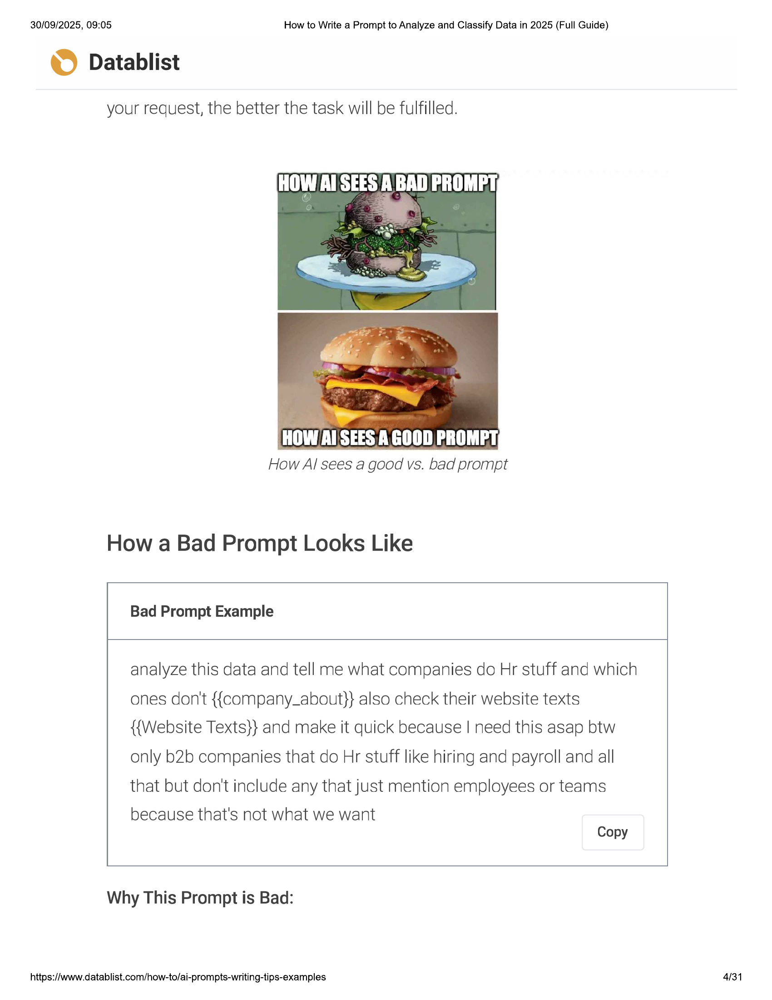 30/09/2025, 09:05
How to Write a Prompt to Analyze and Classify Data in 2025 (Full Guide)
Datablist
your request, the better the task will be fulfilled.
HOW AI SEES A BAD PROMPT
HOW AI SEES A GOOD PROMPT
How AI sees a good vs. bad prompt
How a Bad Prompt Looks Like
Bad Prompt Example
analyze this data and tell me what companies do Hr stuff and which
ones don't {{company_about}} also check their website texts
{{Website Texts}} and make it quick because I need this asap btw
only b2b companies that do Hr stuff like hiring and payroll and all
that but don't include any that just mention employees or teams
because that's not what we want
Copy
Why This Prompt is Bad:
https://www.datablist.com/how-to/ai-prompts-writing-tips-examples
4/31